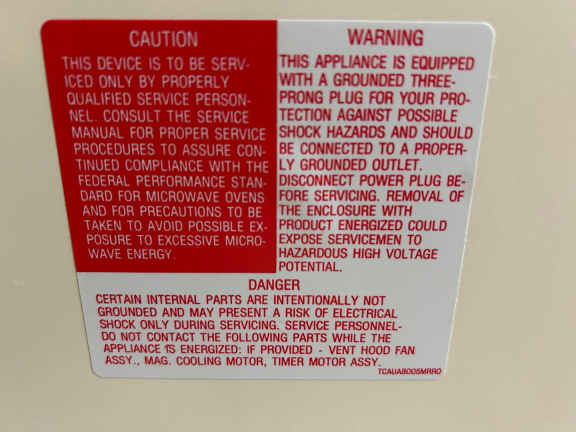 CAUTION
THIS DEVICE IS TO BE SERV-
ICED ONLY BY PROPERLY
QUALIFIED SERVICE PERSON-
NEL. CONSULT THE SERVICE
MANUAL FOR PROPER SERVICE
PROCEDURES TO ASSURE CON-
TINUED COMPLIANCE WITH THE
FEDERAL PERFORMANCE STAN-
DARD FOR MICROWAVE OVENS
AND FOR PRECAUTIONS TO BE
TAKEN TO AVOID POSSIBLE EX-
POSURE TO EXCESSIVE MICRO-
WAVE ENERGY.
WARNING
THIS APPLIANCE IS EQUIPPED
WITH A GROUNDED THREE-
PRONG PLUG FOR YOUR PRO-
TECTION AGAINST POSSIBLE
SHOCK HAZARDS AND SHOULD
BE CONNECTED TO A PROPER-
LY GROUNDED OUTLET.
DISCONNECT POWER PLUG BE-
FORE SERVICING. REMOVAL OF
THE ENCLOSURE WITH
PRODUCT ENERGIZED COULD
EXPOSE SERVICEMEN TO
HAZARDOUS HIGH VOLTAGE
POTENTIAL.
DANGER
CERTAIN INTERNAL PARTS ARE INTENTIONALLY NOT
GROUNDED AND MAY PRESENT A RISK OF ELECTRICAL
SHOCK ONLY DURING SERVICING. SERVICE PERSONNEL-
DO NOT CONTACT THE FOLLOWING PARTS WHILE THE
APPLIANCE IS ENERGIZED: IF PROVIDED - VENT HOOD FAN
ASSY., MAG. COOLING MOTOR, TIMER MOTOR ASSY.
TCAUAB005MRR0